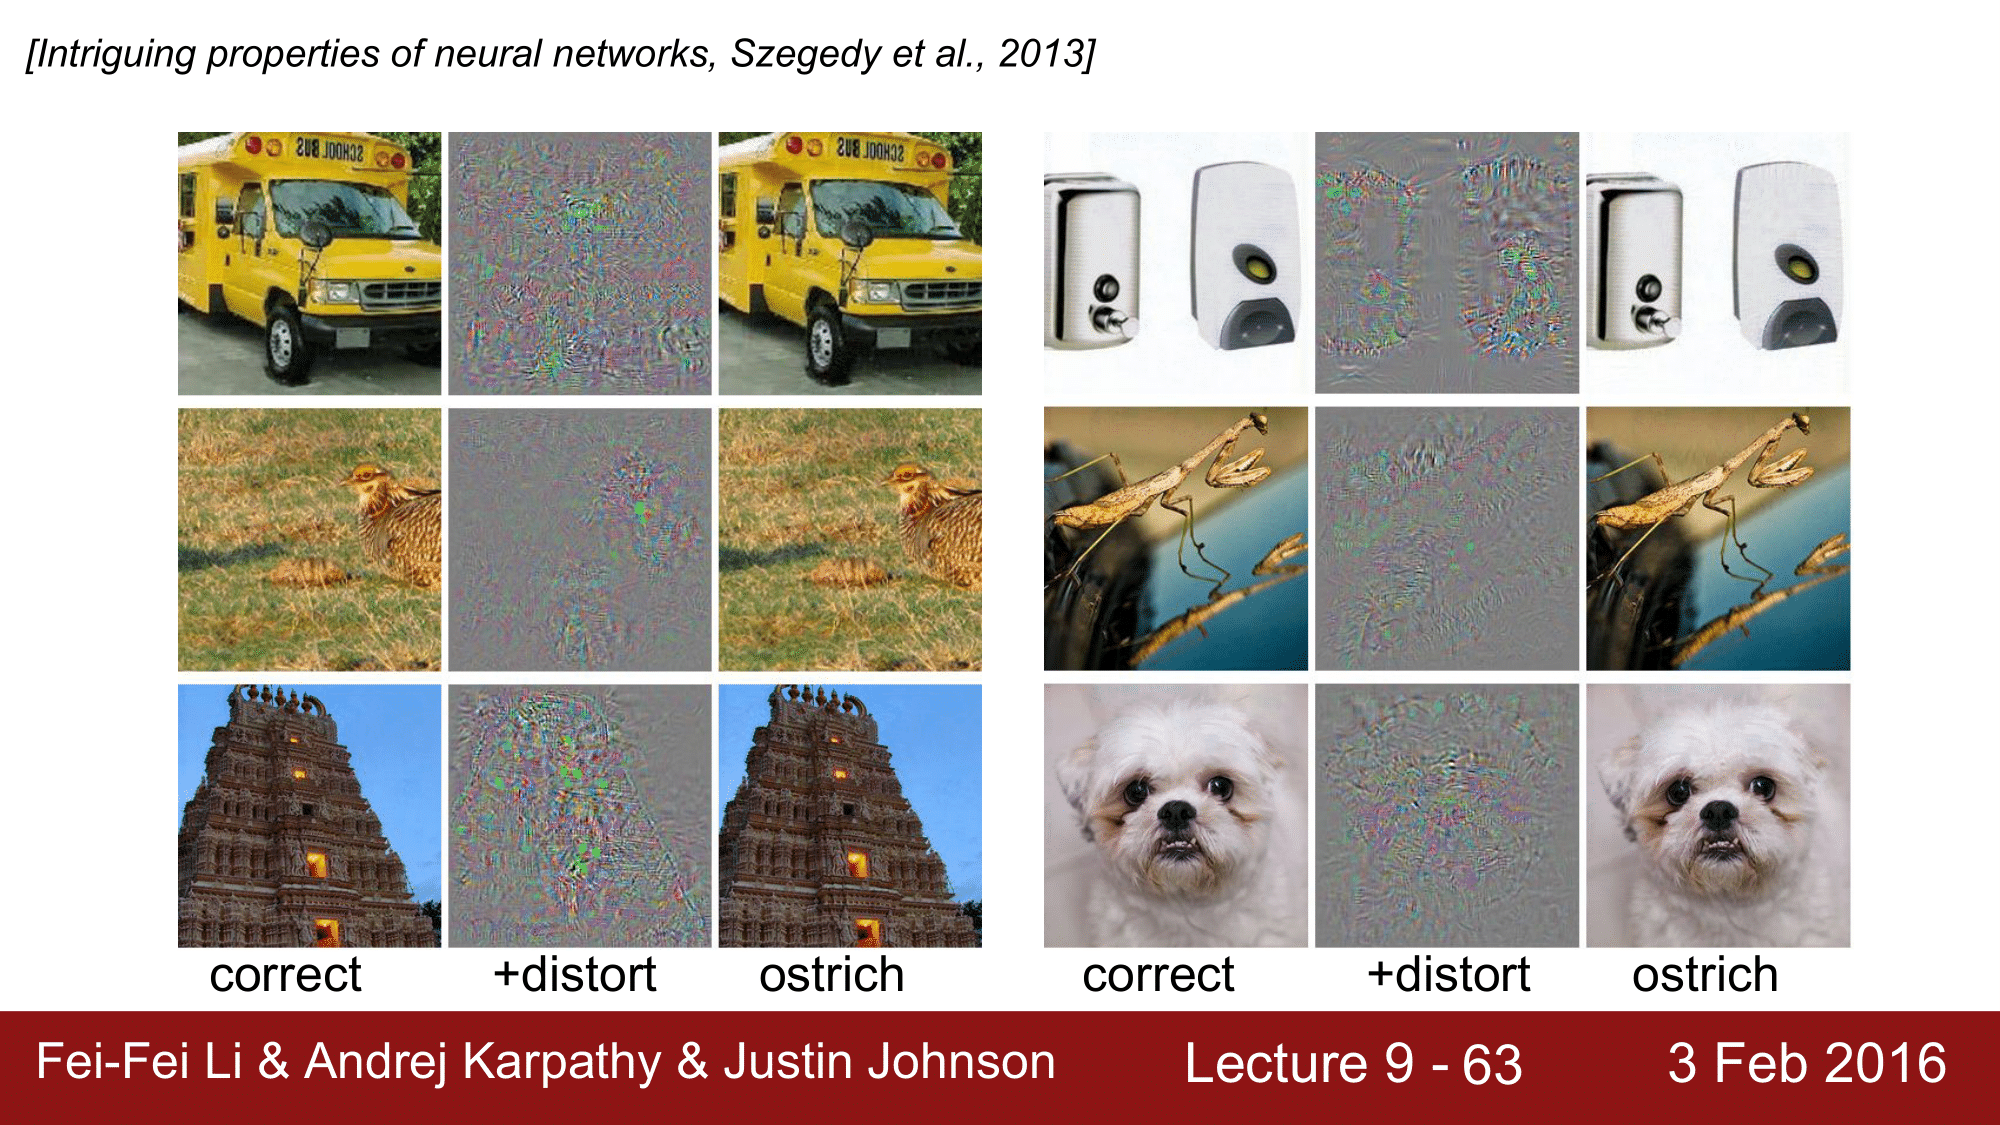 [Intriguing properties of neural networks, Szegedy et al., 2013]
SCHOOL BUS
SCHOOL BUS
correct
+distort
ostrich
correct
+distort
ostrich
Fei-Fei Li & Andrej Karpathy & Justin Johnson
Lecture 9 - 63
3 Feb 2016